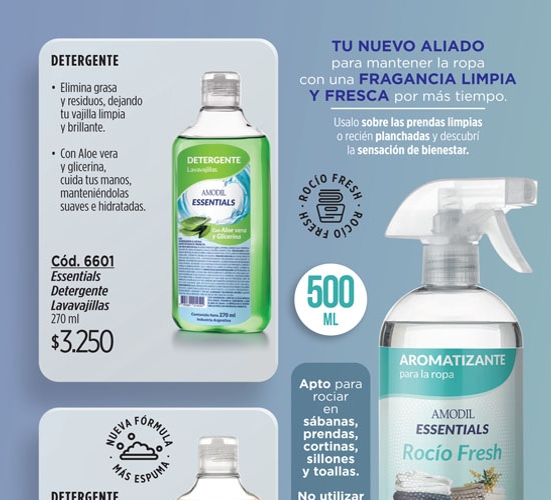 DETERGENTE
• Elimina grasa
y residuos, dejando
tu vajilla limpia
y brillante.
• Con Aloe vera
y glicerina,
cuida tus manos,
manteniéndolas
suaves e hidratadas.
Cód. 6601
Essentials
Detergente
Lavavajillas
270 ml
$3.250
DETERGENTE
Lavavajillas
AMODIL
ESSENTIALS
Con Aloe vera
y Glicerina
Contenido Neto 270 ml
Industria Argentina
TU NUEVO ALIADO
para mantener la ropa
con una FRAGANCIA LIMPIA
Y FRESCA por más tiempo.
Usalo sobre las prendas limpias
o recién planchadas y descubrí
la sensación de bienestar.
ROCÍO FRESH • ROCÍO FRESH •
500
ML
Apto para
rociar
en
sábanas,
prendas,
cortinas,
sillones
y toallas.
No utilizar
AROMATIZANTE
para la ropa
AMODIL
ESSENTIALS
Rocío Fresh
NUEVA FÓRMULA
• MÁS ESPUMA •
DETERGENTE